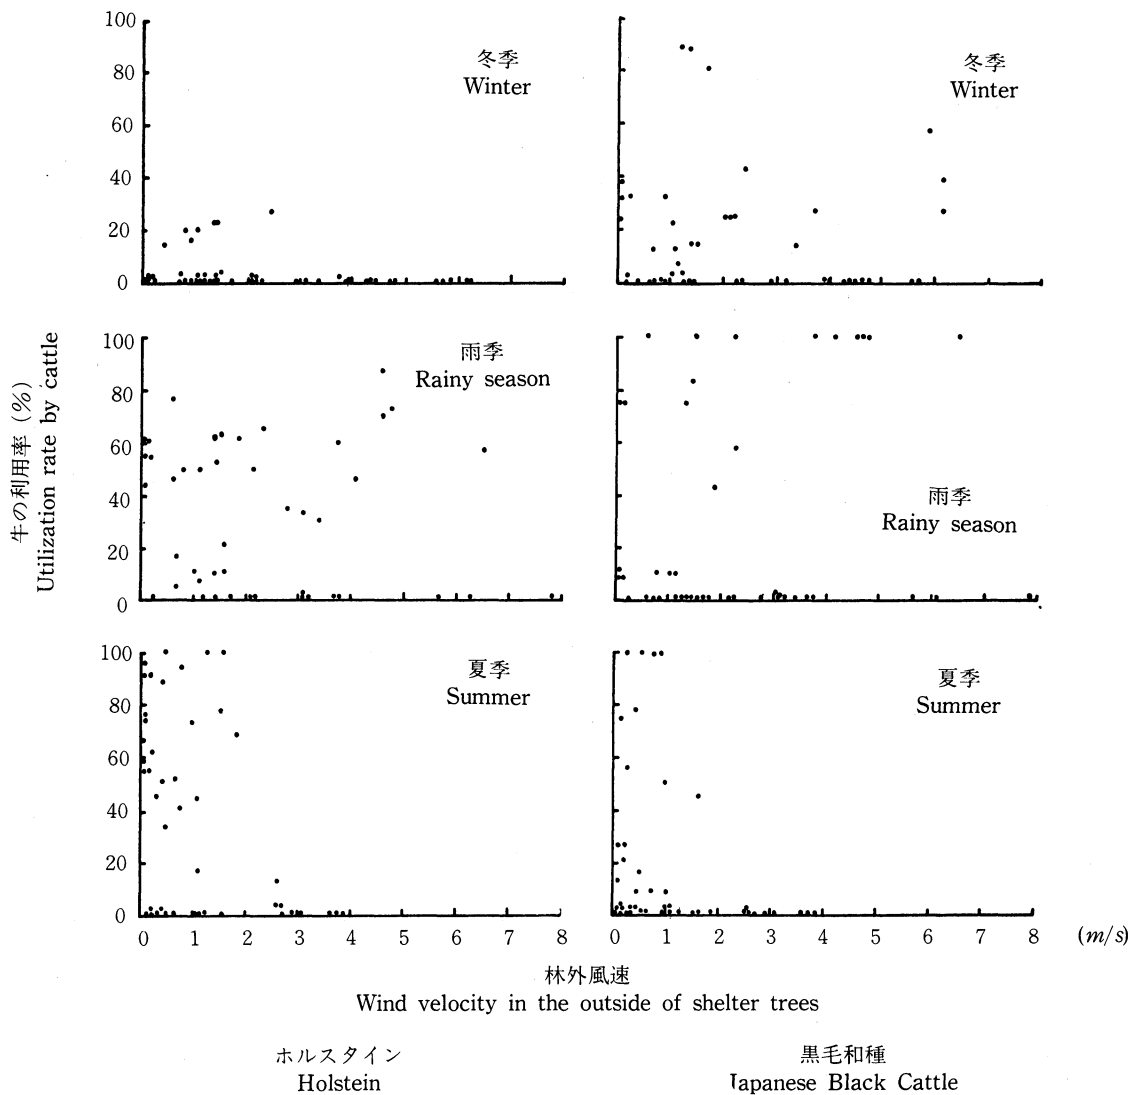 100
80
60
40
20
0
冬季
Winter
冬季
Winter
100
80
60
40
20
0
雨季
Rainy season
雨季
Rainy season
100
80
60
40
20
0
夏季
Summer
夏季
Summer
牛の利用率 (%)
Utilization rate by cattle
0 1 2 3 4 5 6 7 8
0 1 2 3 4 5 6 7 8 (m/s)
林外風速
Wind velocity in the outside of shelter trees
ホルスタイン
Holstein
黒毛和種
Japanese Black Cattle